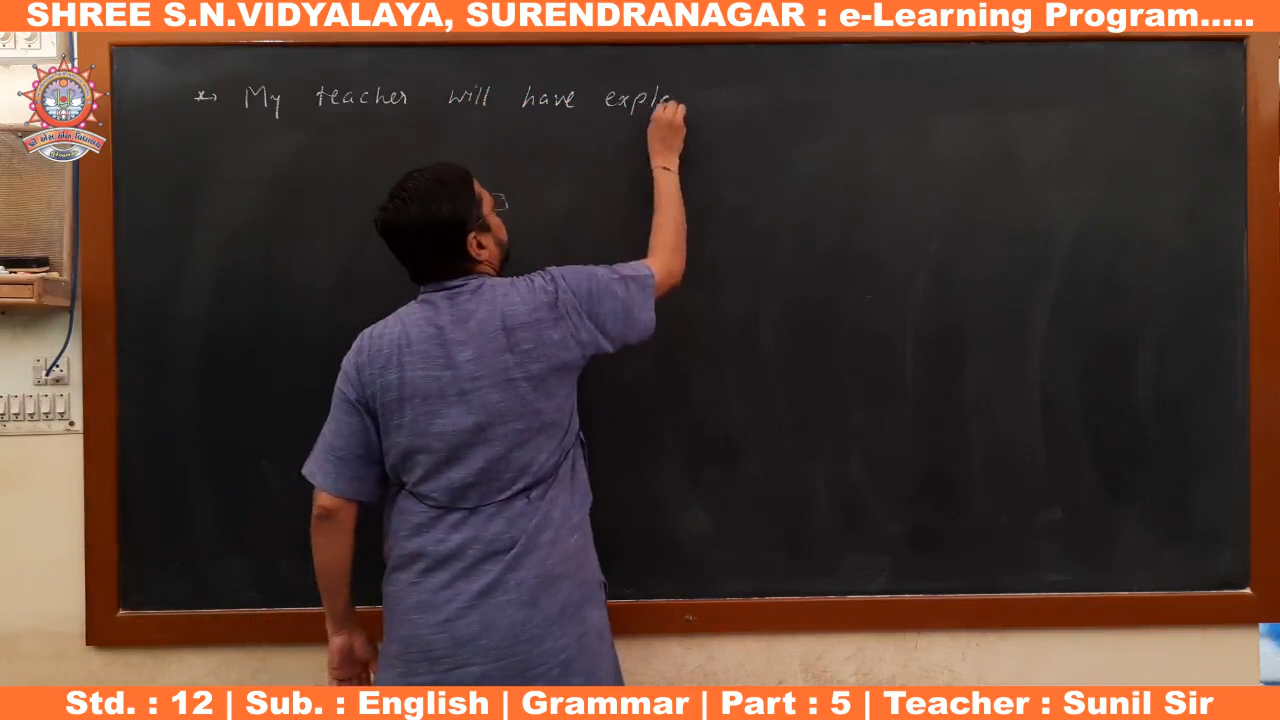 SHREE S.N.VIDYALAYA, SURENDRANAGAR : e-Learning Program.....
My teacher will have expla
Std. : 12 | Sub. : English | Grammar | Part : 5 | Teacher : Sunil Sir